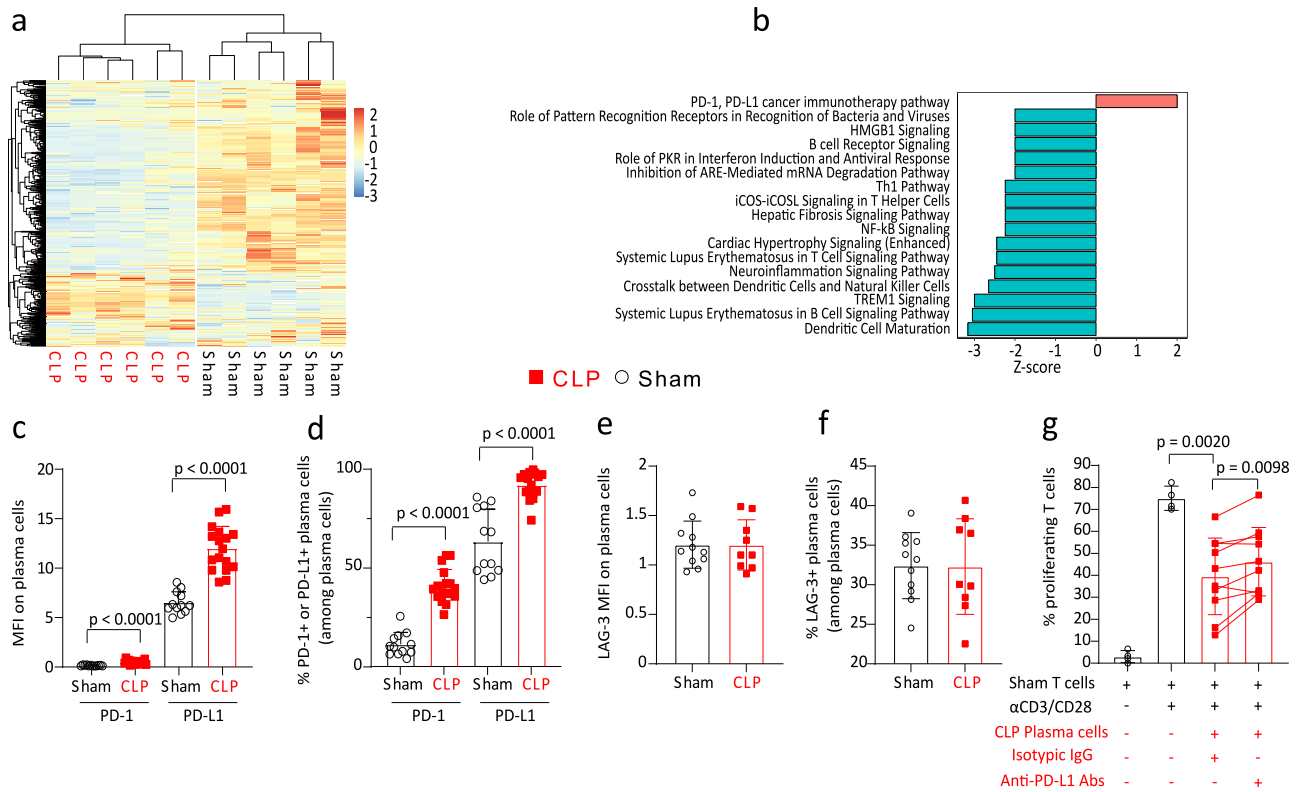 a
2
1
0
-1
-2
-3
CLP
CLP
CLP
CLP
CLP
CLP
Sham
Sham
Sham
Sham
Sham
Sham
b
PD-1, PD-L1 cancer immunotherapy pathway
Role of Pattern Recognition Receptors in Recognition of Bacteria and Viruses
HMGB1 Signaling
B cell Receptor Signaling
Role of PKR in Interferon Induction and Antiviral Response
Inhibition of ARE-Mediated mRNA Degradation Pathway
Th1 Pathway
iCOS-iCOSL Signaling in T Helper Cells
Hepatic Fibrosis Signaling Pathway
NF-kB Signaling
Cardiac Hypertrophy Signaling (Enhanced)
Systemic Lupus Erythematosus in T Cell Signaling Pathway
Neuroinflammation Signaling Pathway
Crosstalk between Dendritic Cells and Natural Killer Cells
TREM1 Signaling
Systemic Lupus Erythematosus in B Cell Signaling Pathway
Dendritic Cell Maturation
-3 -2 -1 0 1 2
Z-score
CLP Sham
c
MFI on plasma cells
20
15
10
5
0
p < 0.0001
p < 0.0001
Sham CLP Sham CLP
PD-1 PD-L1
d
% PD-1+ or PD-L1+ plasma cells
(among plasma cells)
100
50
0
p < 0.0001
p < 0.0001
Sham CLP Sham CLP
PD-1 PD-L1
e
LAG-3 MFI on plasma cells
2
1.5
1
0.5
0
Sham CLP
f
% LAG-3+ plasma cells
(among plasma cells)
45
40
35
30
25
20
Sham CLP
g
% proliferating T cells
90
80
70
60
50
40
30
20
10
0
p = 0.0020
p = 0.0098
Sham T cells + + + +
αCD3/CD28 - + + +
CLP Plasma cells - - + +
Isotypic IgG - - + -
Anti-PD-L1 Abs - - - +